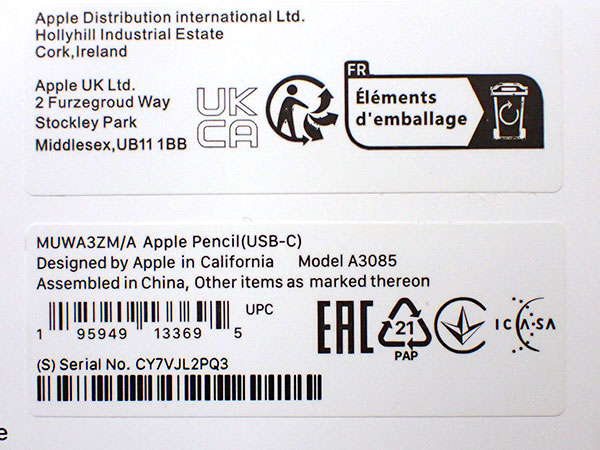 Apple Distribution international Ltd.
Hollyhill Industrial Estate
Cork,Ireland
Apple UK Ltd.
2 Furzegroud Way
Stockley Park
Middlesex,UB11 1BB
UK
CA
FR
Éléments
d'emballage
MUWA3ZM/A Apple Pencil(USB-C)
Designed by Apple in California Model A3085
Assembled in China, Other items as marked thereon
UPC
1 95949 13369 5
(S) Serial No. CY7VJL2PQ3
EAC
21
PAP
ICASA
e